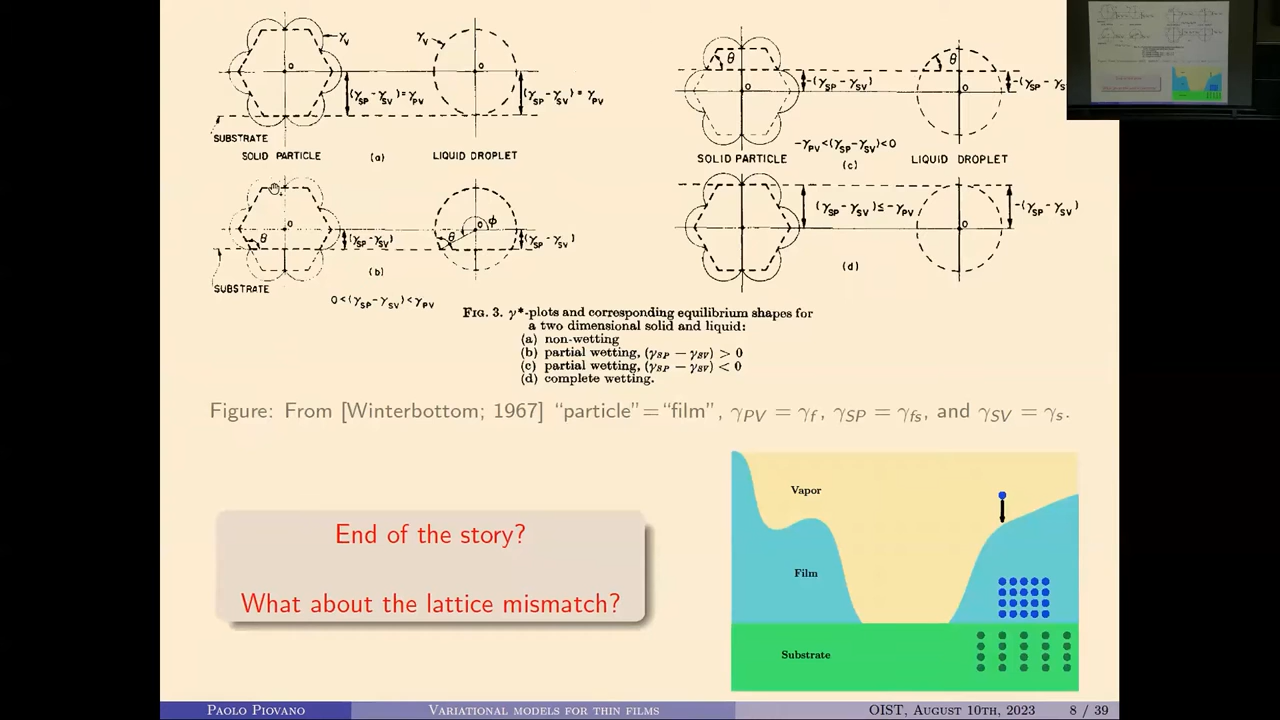 γV
γV
(γSP−γSV)=γPV
(γSP−γSV)=γPV
SUBSTRATE
SOLID PARTICLE
(a)
LIQUID DROPLET
θ
−(γSP−γSV)
θ
−(γSP−γS
−γPV<(γSP−γSV)<0
SOLID PARTICLE
(c)
LIQUID DROPLET
o
θ
(γSP−γSV)
θ
o
φ
(γSP−γSV)
SUBSTRATE
(b)
0<(γSP−γSV)<γPV
(γSP−γSV)≤−γPV
−(γSP−γSV)
(d)
FIG. 3. γ*-plots and corresponding equilibrium shapes for
a two dimensional solid and liquid:
(a) non-wetting
(b) partial wetting, (γSP − γSV) > 0
(c) partial wetting, (γSP − γSV) < 0
(d) complete wetting.
Figure: From [Winterbottom; 1967] “particle”=“film”, γPV = γf, γSP = γfs, and γSV = γs.
End of the story?
What about the lattice mismatch?
Vapor
Film
Substrate
PAOLO PIOVANO
VARIATIONAL MODELS FOR THIN FILMS
OIST, AUGUST 10TH, 2023
8 / 39